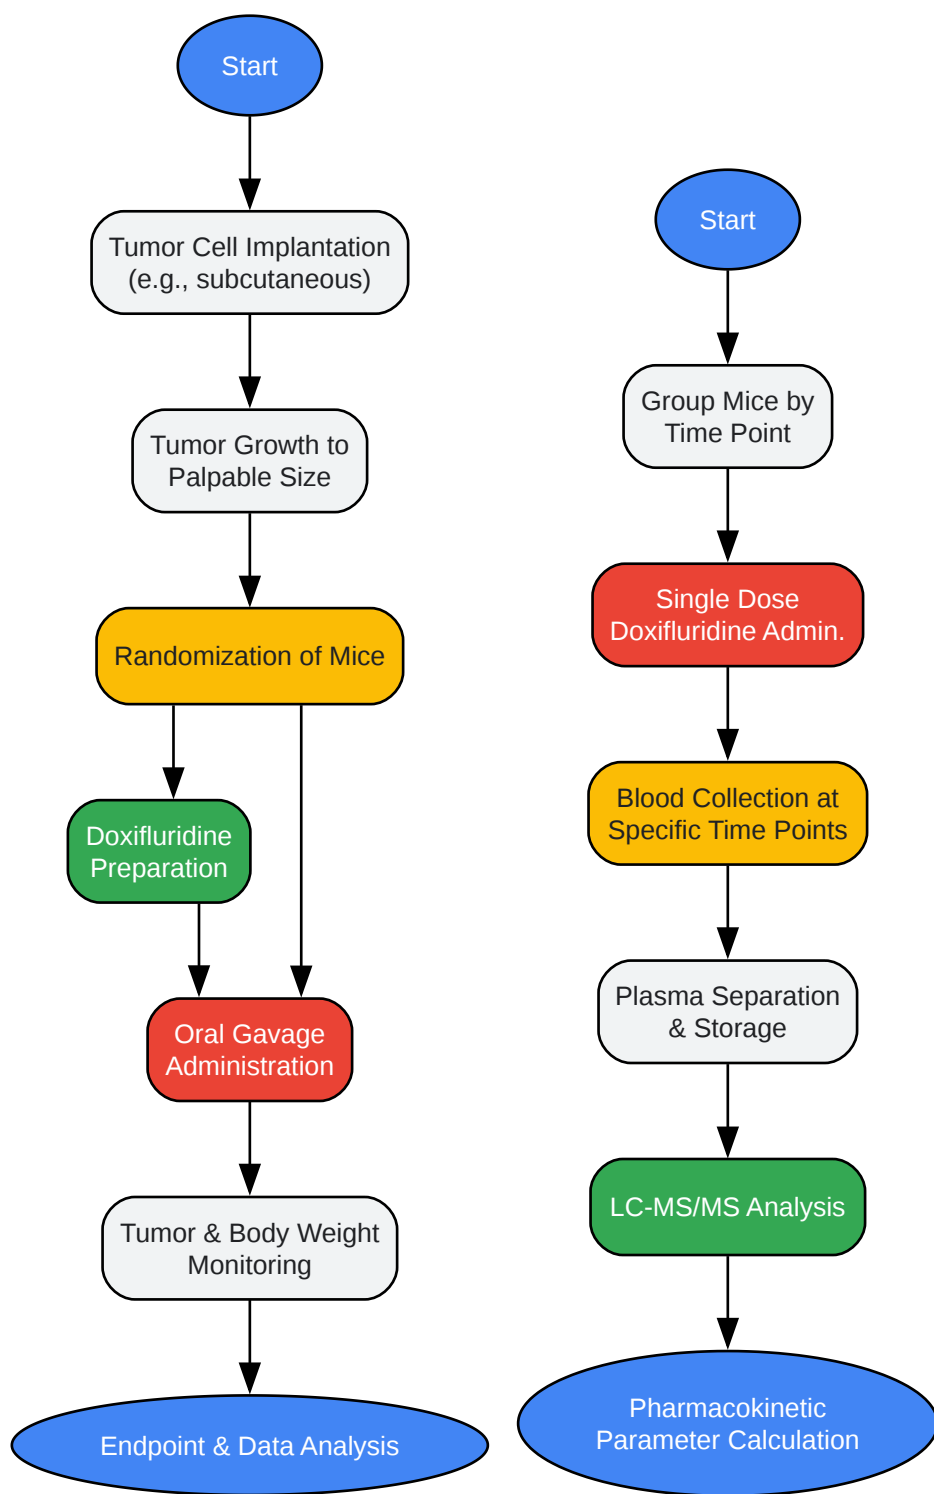 Start
Tumor Cell Implantation
(e.g., subcutaneous)
Tumor Growth to
Palpable Size
Randomization of Mice
Doxifluridine
Preparation
Oral Gavage
Administration
Tumor & Body Weight
Monitoring
Endpoint & Data Analysis
Start
Group Mice by
Time Point
Single Dose
Doxifluridine Admin.
Blood Collection at
Specific Time Points
Plasma Separation
& Storage
LC-MS/MS Analysis
Pharmacokinetic
Parameter Calculation